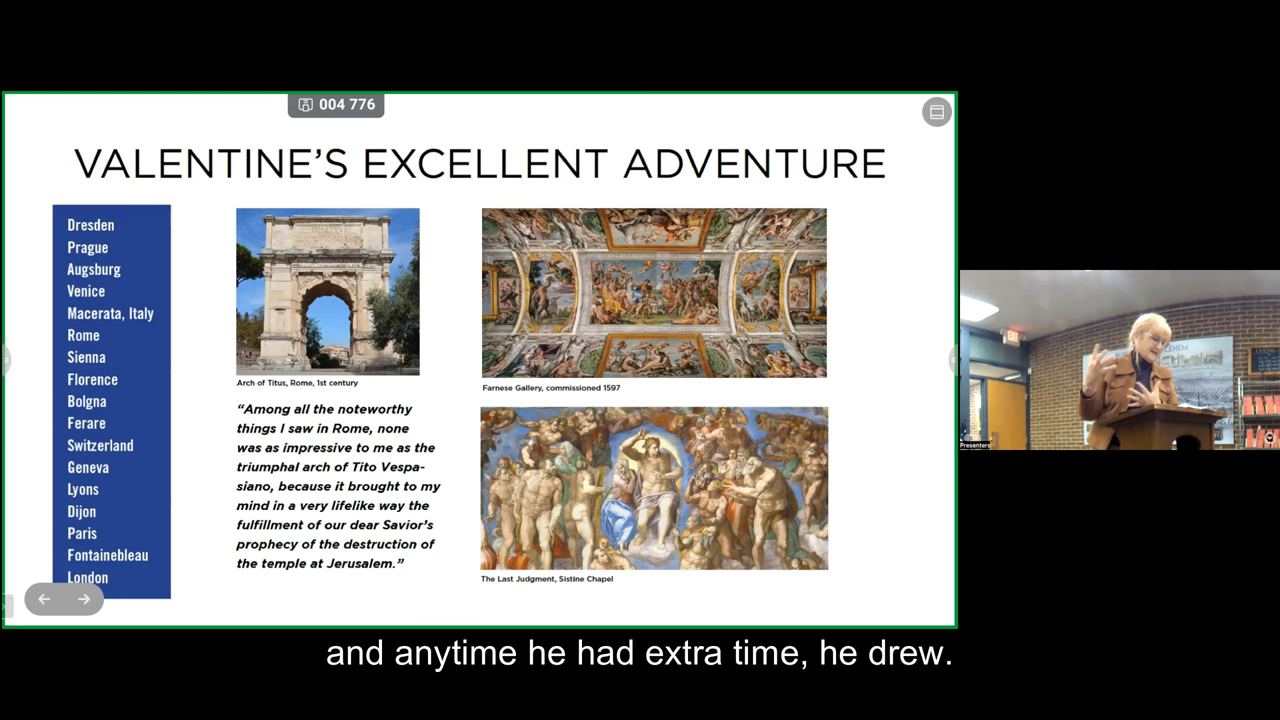 004 776
VALENTINE'S EXCELLENT ADVENTURE
Dresden
Prague
Augsburg
Venice
Macerata, Italy
Rome
Sienna
Florence
Bolgna
Ferare
Switzerland
Geneva
Lyons
Dijon
Paris
Fontainebleau
London
Arch of Titus, Rome, 1st century
“Among all the noteworthy
things I saw in Rome, none
was as impressive to me as the
triumphal arch of Tito Vespa-
siano, because it brought to my
mind in a very lifelike way the
fulfillment of our dear Savior's
prophecy of the destruction of
the temple at Jerusalem.”
Farnese Gallery, commissioned 1597
The Last Judgment, Sistine Chapel
EXIT
Presenters
and anytime he had extra time, he drew.